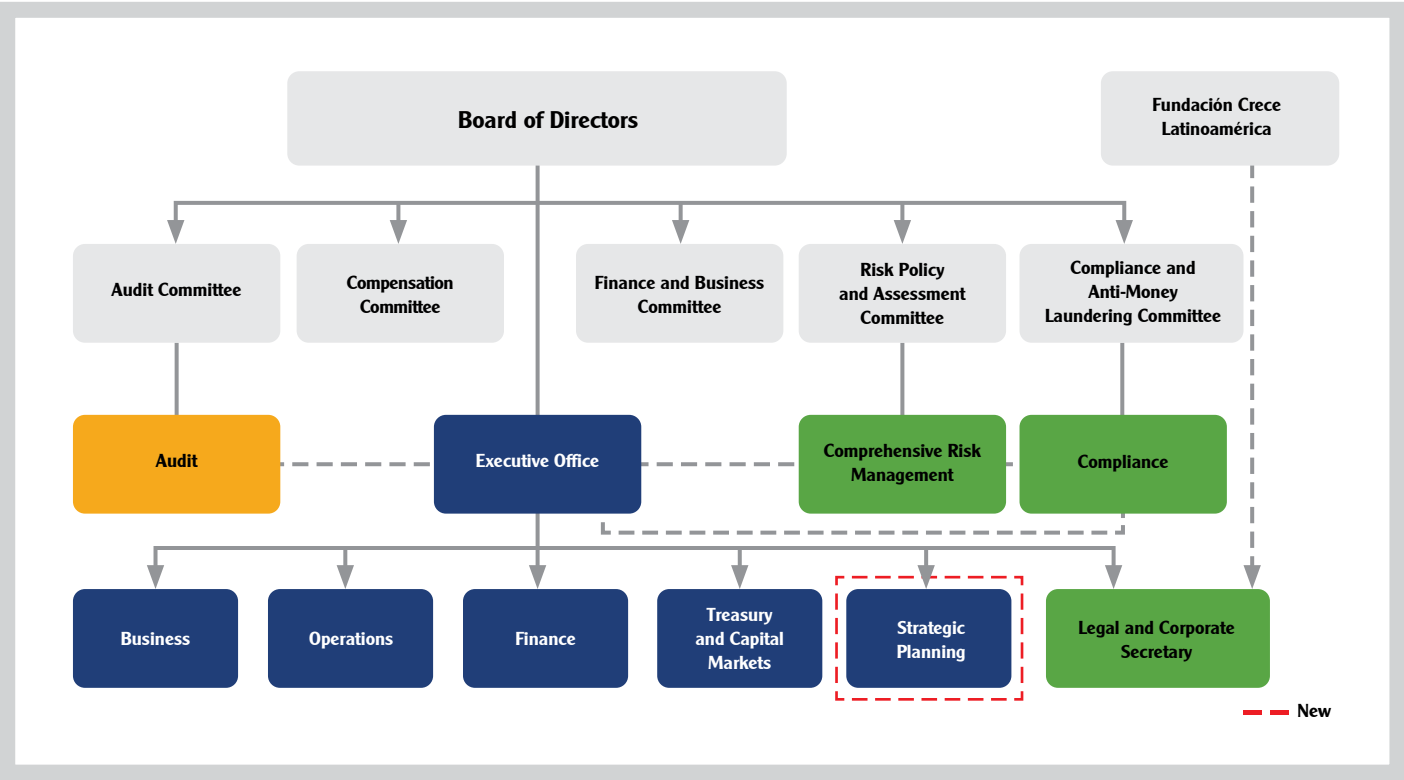 Board of Directors
Fundación Crece
Latinoamérica
Audit Committee
Compensation
Committee
Finance and Business
Committee
Risk Policy
and Assessment
Committee
Compliance and
Anti-Money
Laundering Committee
Audit
Executive Office
Comprehensive Risk
Management
Compliance
Business
Operations
Finance
Treasury
and Capital
Markets
Strategic
Planning
Legal and Corporate
Secretary
New